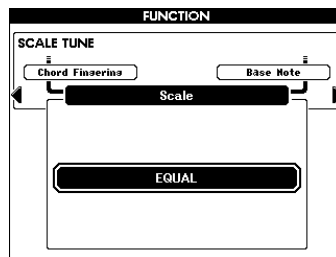 FUNCTION
SCALE TUNE
Chord Fingering
Base Note
Scale
EQUAL